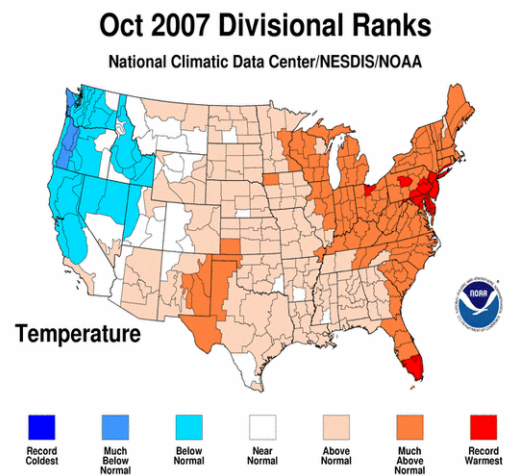 Oct 2007 Divisional Ranks
National Climatic Data Center/NESDIS/NOAA
NOAA
Temperature
Record
Coldest
Much
Below
Normal
Below
Normal
Near
Normal
Above
Normal
Much
Above
Normal
Record
Warmest